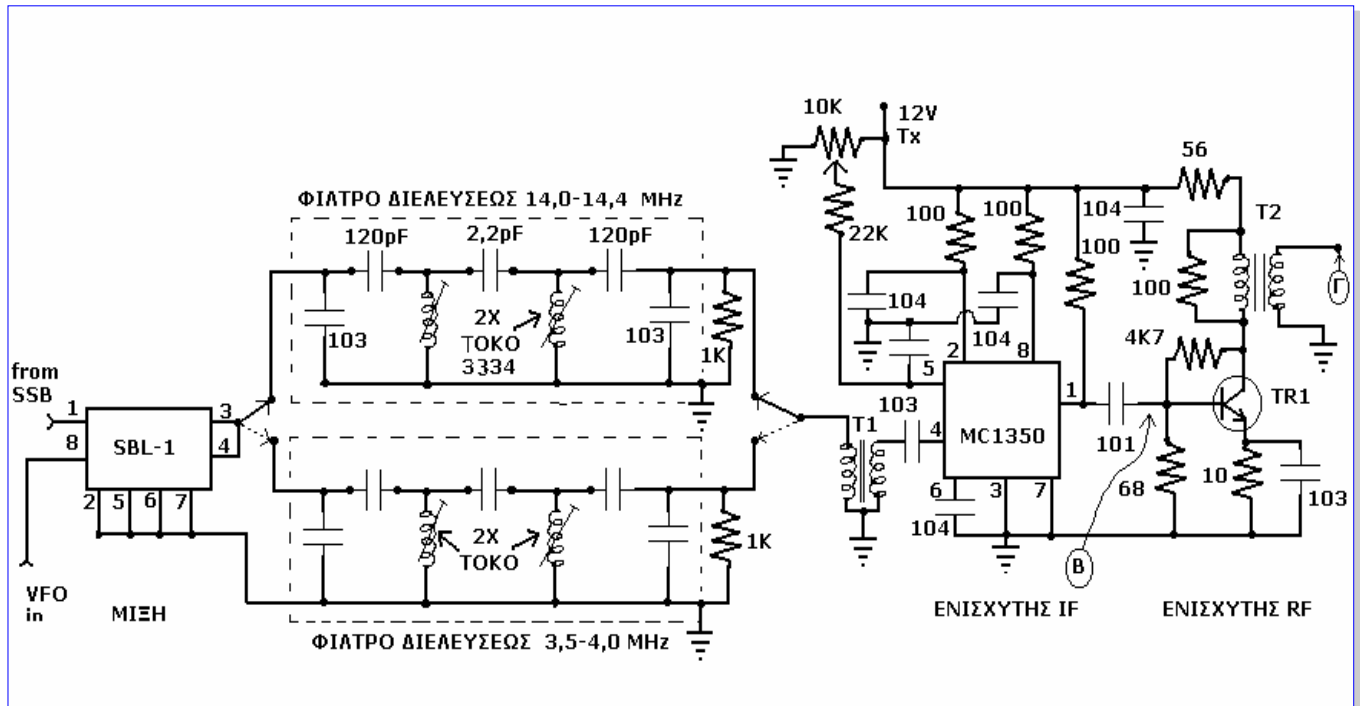 10K
12V
Tx
56
ΦΙΛΤΡΟ ΔΙΕΛΕΥΣΕΩΣ 14,0-14,4 MHz
120pF
2,2pF
120pF
100
100
104
T2
22K
100
100
104
104
103
2X
TOKO
3334
103
1K
4K7
from
SSB
1
3
8
4
SBL-1
2
5
6
7
2
8
5
1
103
T1
4
MC1350
6
3
7
104
101
TR1
68
10
103
2X
TOKO
1K
B
Γ
VFO
in
ΜΙΞΗ
ΕΝΙΣΧΥΤΗΣ IF
ΕΝΙΣΧΥΤΗΣ RF
ΦΙΛΤΡΟ ΔΙΕΛΕΥΣΕΩΣ 3,5-4,0 MHz